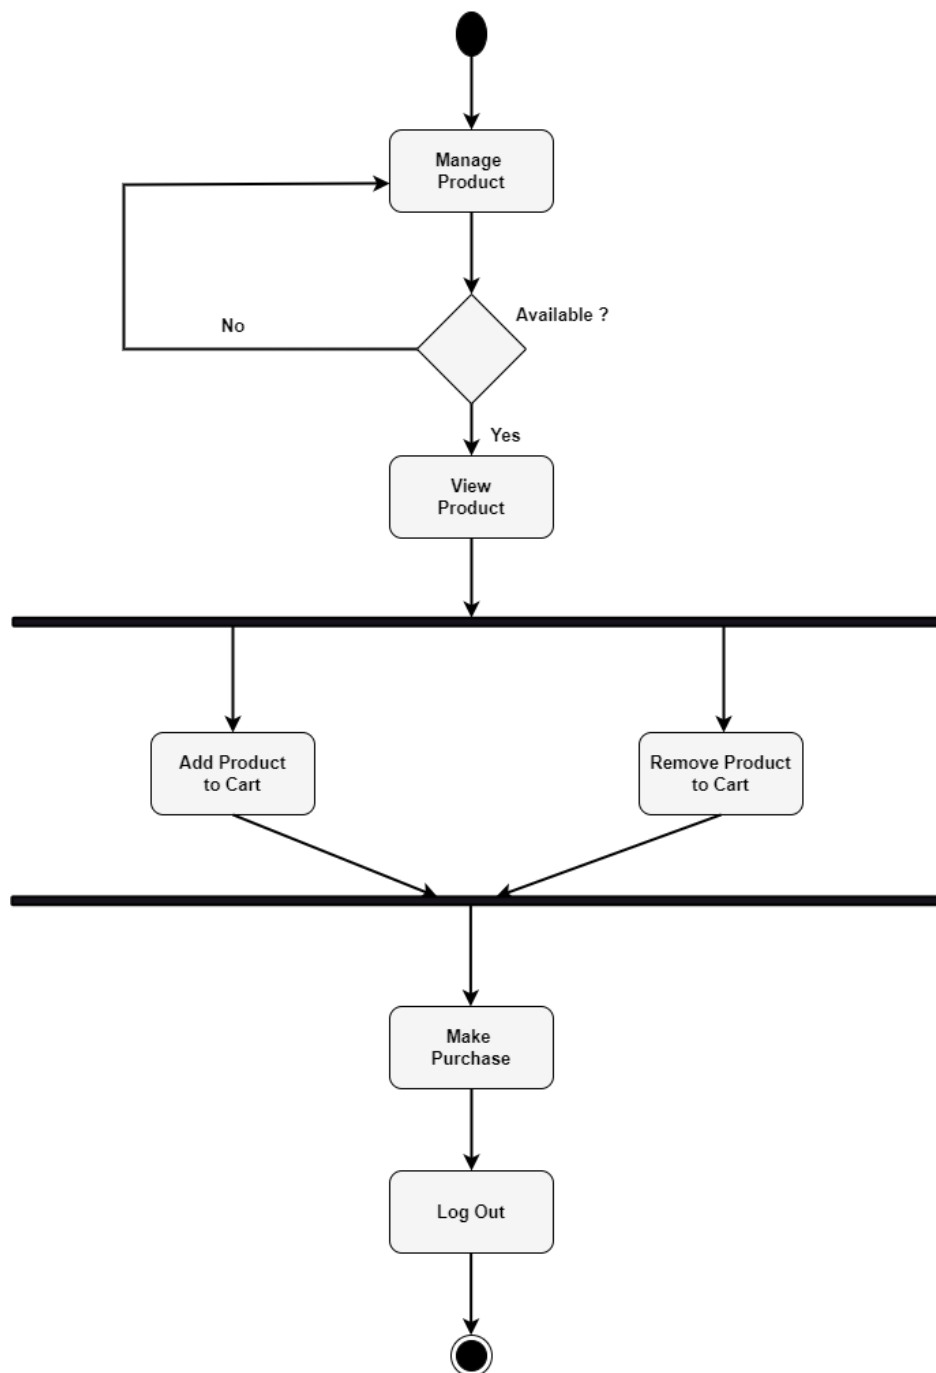 Manage
Product
Available ?
No
Yes
View
Product
Add Product
to Cart
Remove Product
to Cart
Make
Purchase
Log Out